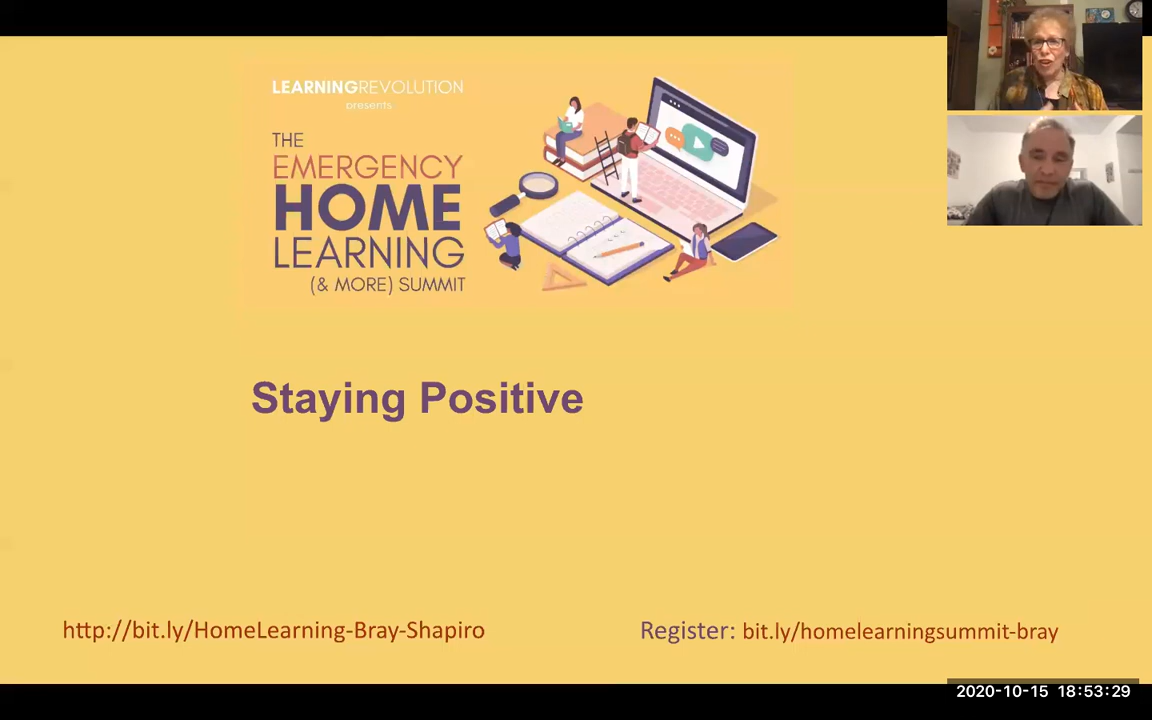 LEARNINGREVOLUTION
presents
THE
EMERGENCY
HOME
LEARNING
(& MORE) SUMMIT
Staying Positive
http://bit.ly/HomeLearning-Bray-Shapiro
Register: bit.ly/homelearningsummit-bray
2020-10-15 18:53:29